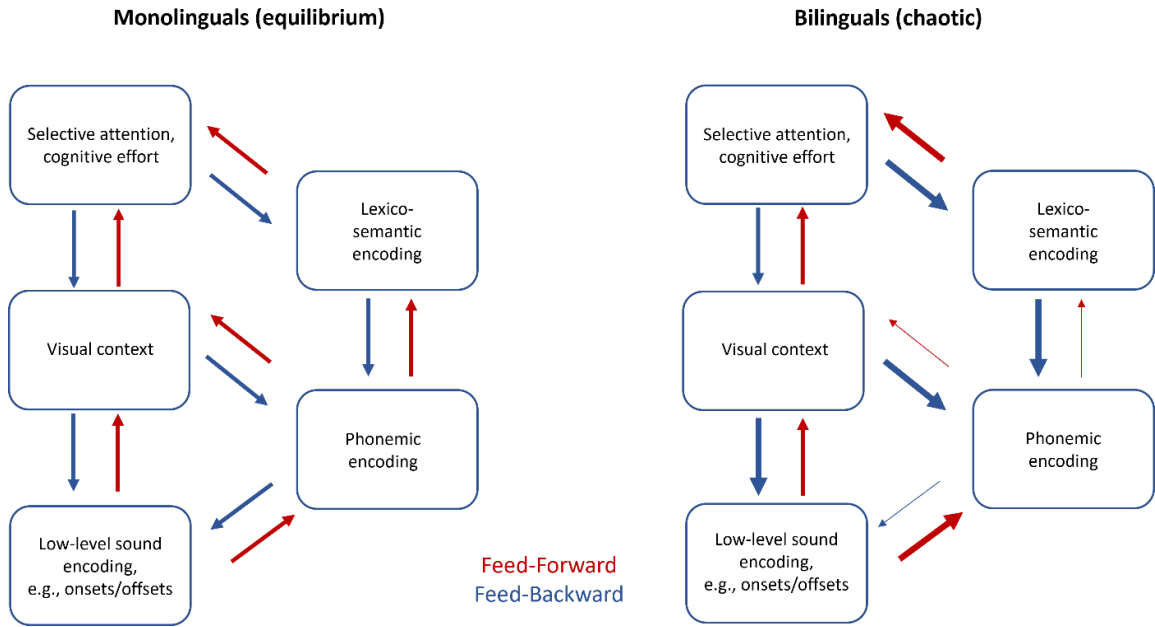 Monolinguals (equilibrium)
Selective attention,
cognitive effort
Lexico-
semantic
encoding
Visual context
Phonemic
encoding
Low-level sound
encoding,
e.g., onsets/offsets
Feed-Forward
Feed-Backward
Bilinguals (chaotic)
Selective attention,
cognitive effort
Lexico-
semantic
encoding
Visual context
Phonemic
encoding
Low-level sound
encoding,
e.g., onsets/offsets